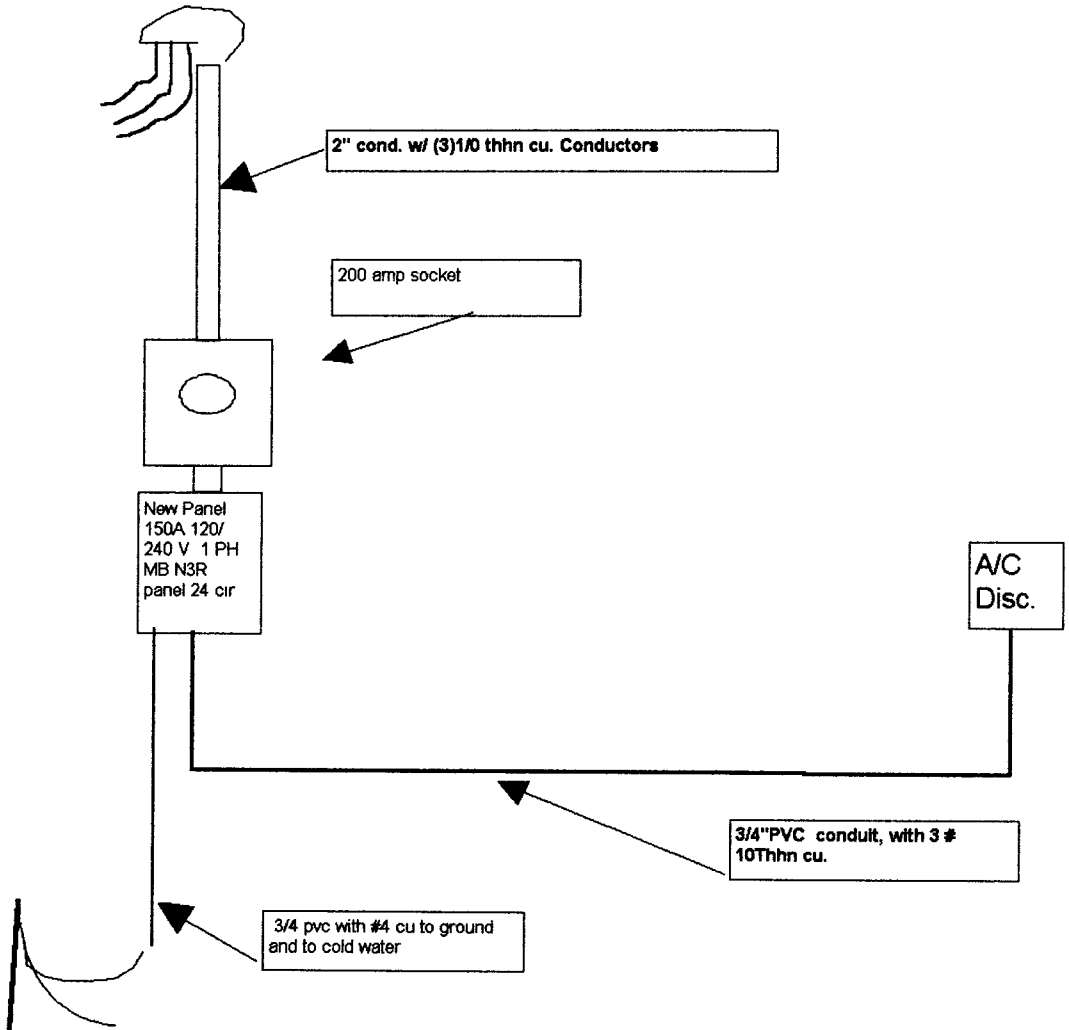 2" cond. w/ (3)1/0 thhn cu. Conductors
200 amp socket
New Panel
150A 120/
240 V 1 PH
MB N3R
panel 24 cir
A/C
Disc.
3/4"PVC conduit, with 3 #
10Thhn cu.
3/4 pvc with #4 cu to ground
and to cold water